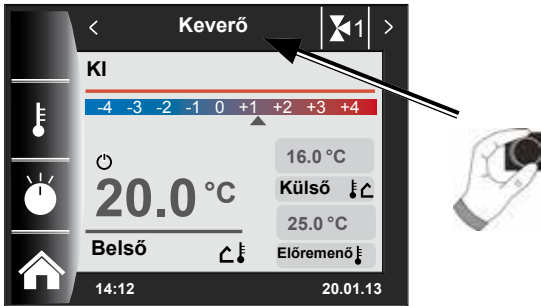 < Keverő 1 >
KI
-4 -3 -2 -1 0 +1 +2 +3 +4
16.0 °C
20.0 °C
Külső
25.0 °C
Belső
Előremenő
14:12 20.01.13